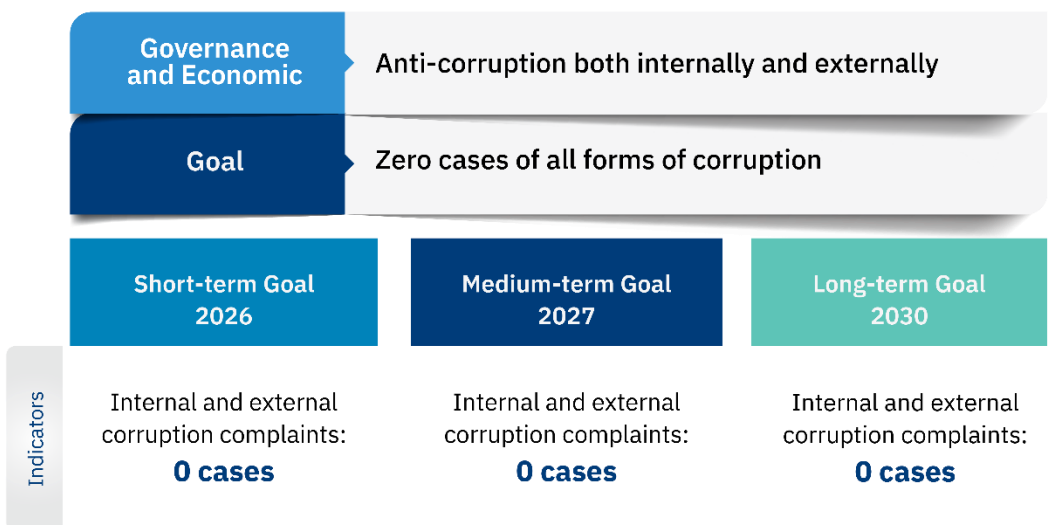 Governance
and Economic
Anti-corruption both internally and externally
Goal
Zero cases of all forms of corruption
Short-term Goal
2026
Medium-term Goal
2027
Long-term Goal
2030
Indicators
Internal and external
corruption complaints:
0 cases
Internal and external
corruption complaints:
0 cases
Internal and external
corruption complaints:
0 cases